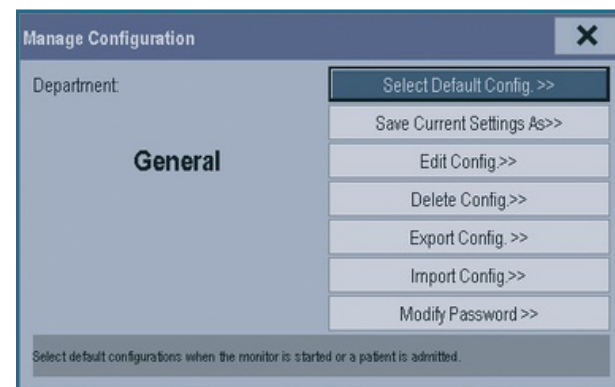 Manage Configuration
Department:
General
Select Default Config. >>
Save Current Settings As>>
Edit Config.>>
Delete Config.>>
Export Config. >>
Import Config.>>
Modify Password >>
Select default configurations when the monitor is started or a patient is admitted.